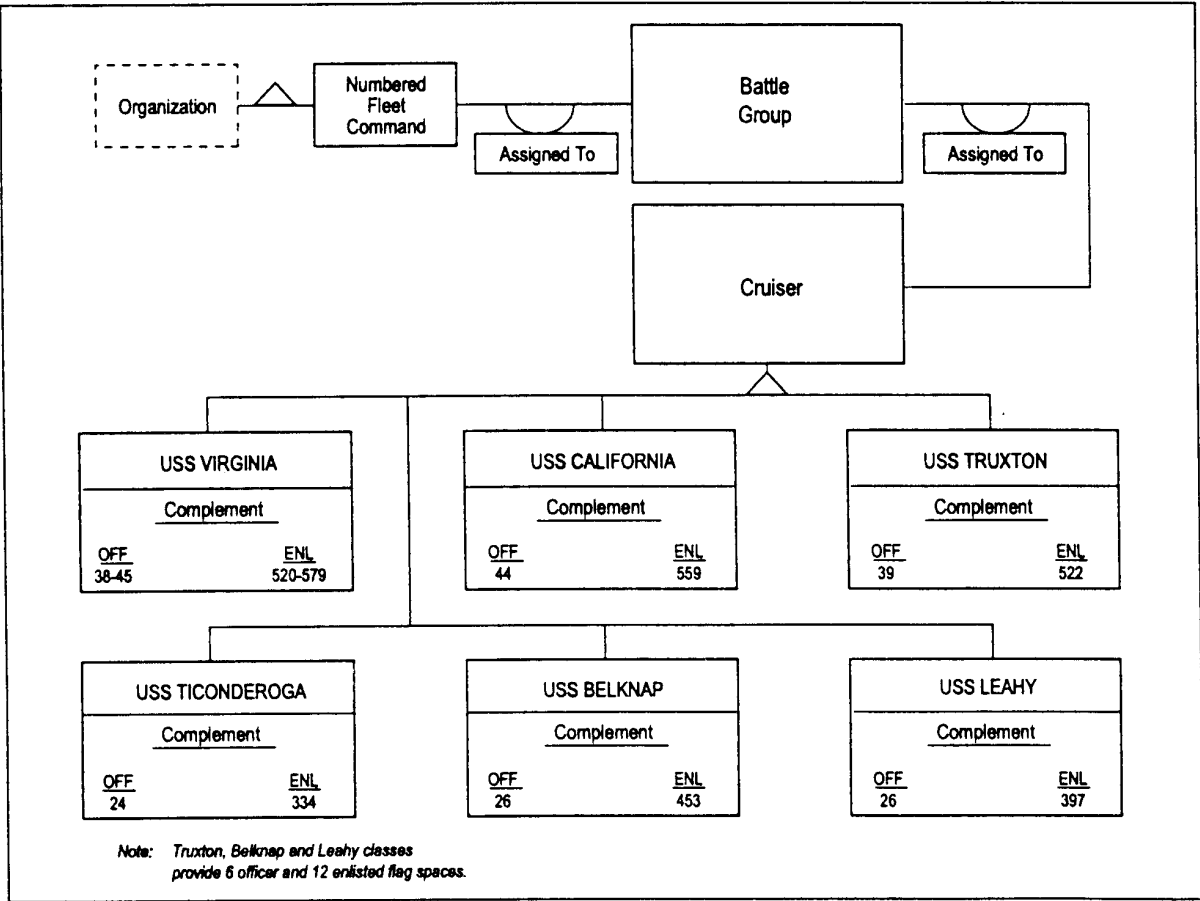 Organization
Numbered
Fleet
Command
Assigned To
Battle
Group
Assigned To
Cruiser
USS VIRGINIA
Complement
OFF ENL
38-45 520-579
USS CALIFORNIA
Complement
OFF ENL
44 559
USS TRUXTON
Complement
OFF ENL
39 522
USS TICONDEROGA
Complement
OFF ENL
24 334
USS BELKNAP
Complement
OFF ENL
26 453
USS LEAHY
Complement
OFF ENL
26 397
Note: Truxton, Belknap and Leahy classes
provide 6 officer and 12 enlisted flag spaces.